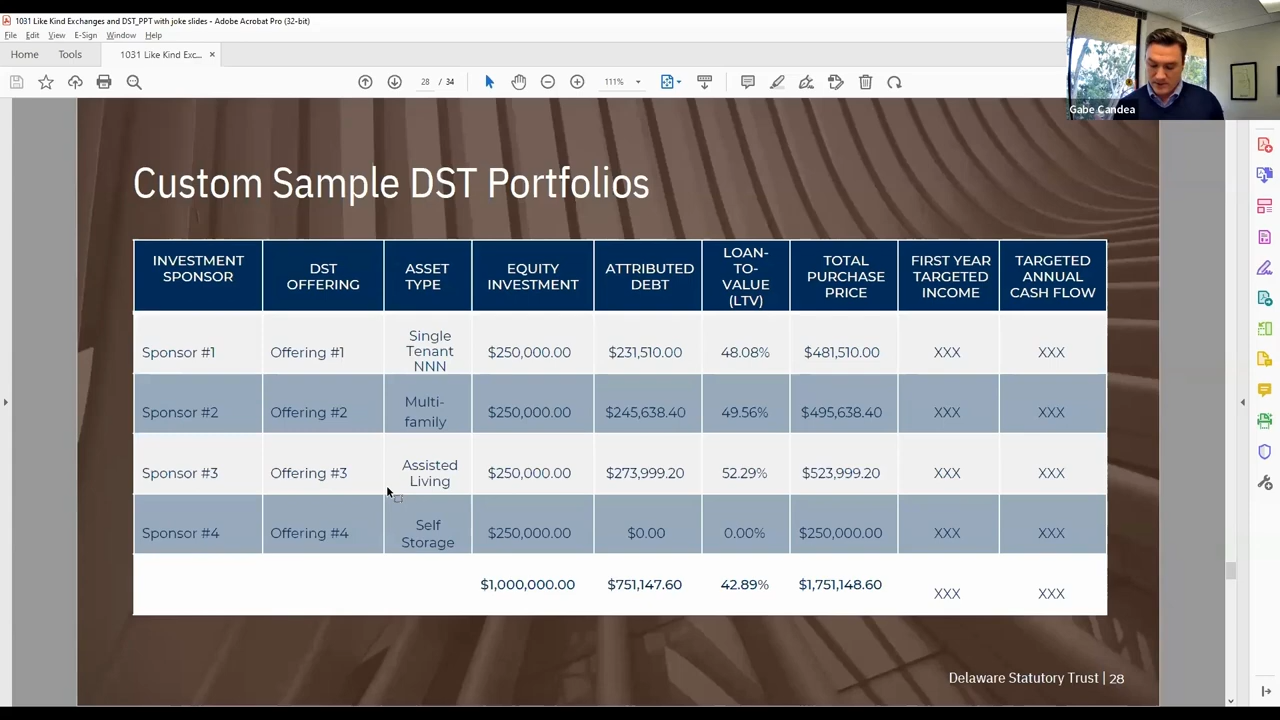 1031 Like Kind Exchanges and DST_PPT with joke slides - Adobe Acrobat Pro (32-bit)
File Edit View E-Sign Window Help
Home Tools 1031 Like Kind Exc... ×
28 / 34 111%
Gabe Candea
Custom Sample DST Portfolios
INVESTMENT SPONSOR
DST OFFERING
ASSET TYPE
EQUITY INVESTMENT
ATTRIBUTED DEBT
LOAN-TO-VALUE (LTV)
TOTAL PURCHASE PRICE
FIRST YEAR TARGETED INCOME
TARGETED ANNUAL CASH FLOW
Sponsor #1 Offering #1 Single Tenant NNN $250,000.00 $231,510.00 48.08% $481,510.00 XXX XXX
Sponsor #2 Offering #2 Multi-family $250,000.00 $245,638.40 49.56% $495,638.40 XXX XXX
Sponsor #3 Offering #3 Assisted Living $250,000.00 $273,999.20 52.29% $523,999.20 XXX XXX
Sponsor #4 Offering #4 Self Storage $250,000.00 $0.00 0.00% $250,000.00 XXX XXX
$1,000,000.00 $751,147.60 42.89% $1,751,148.60 XXX XXX
Delaware Statutory Trust | 28